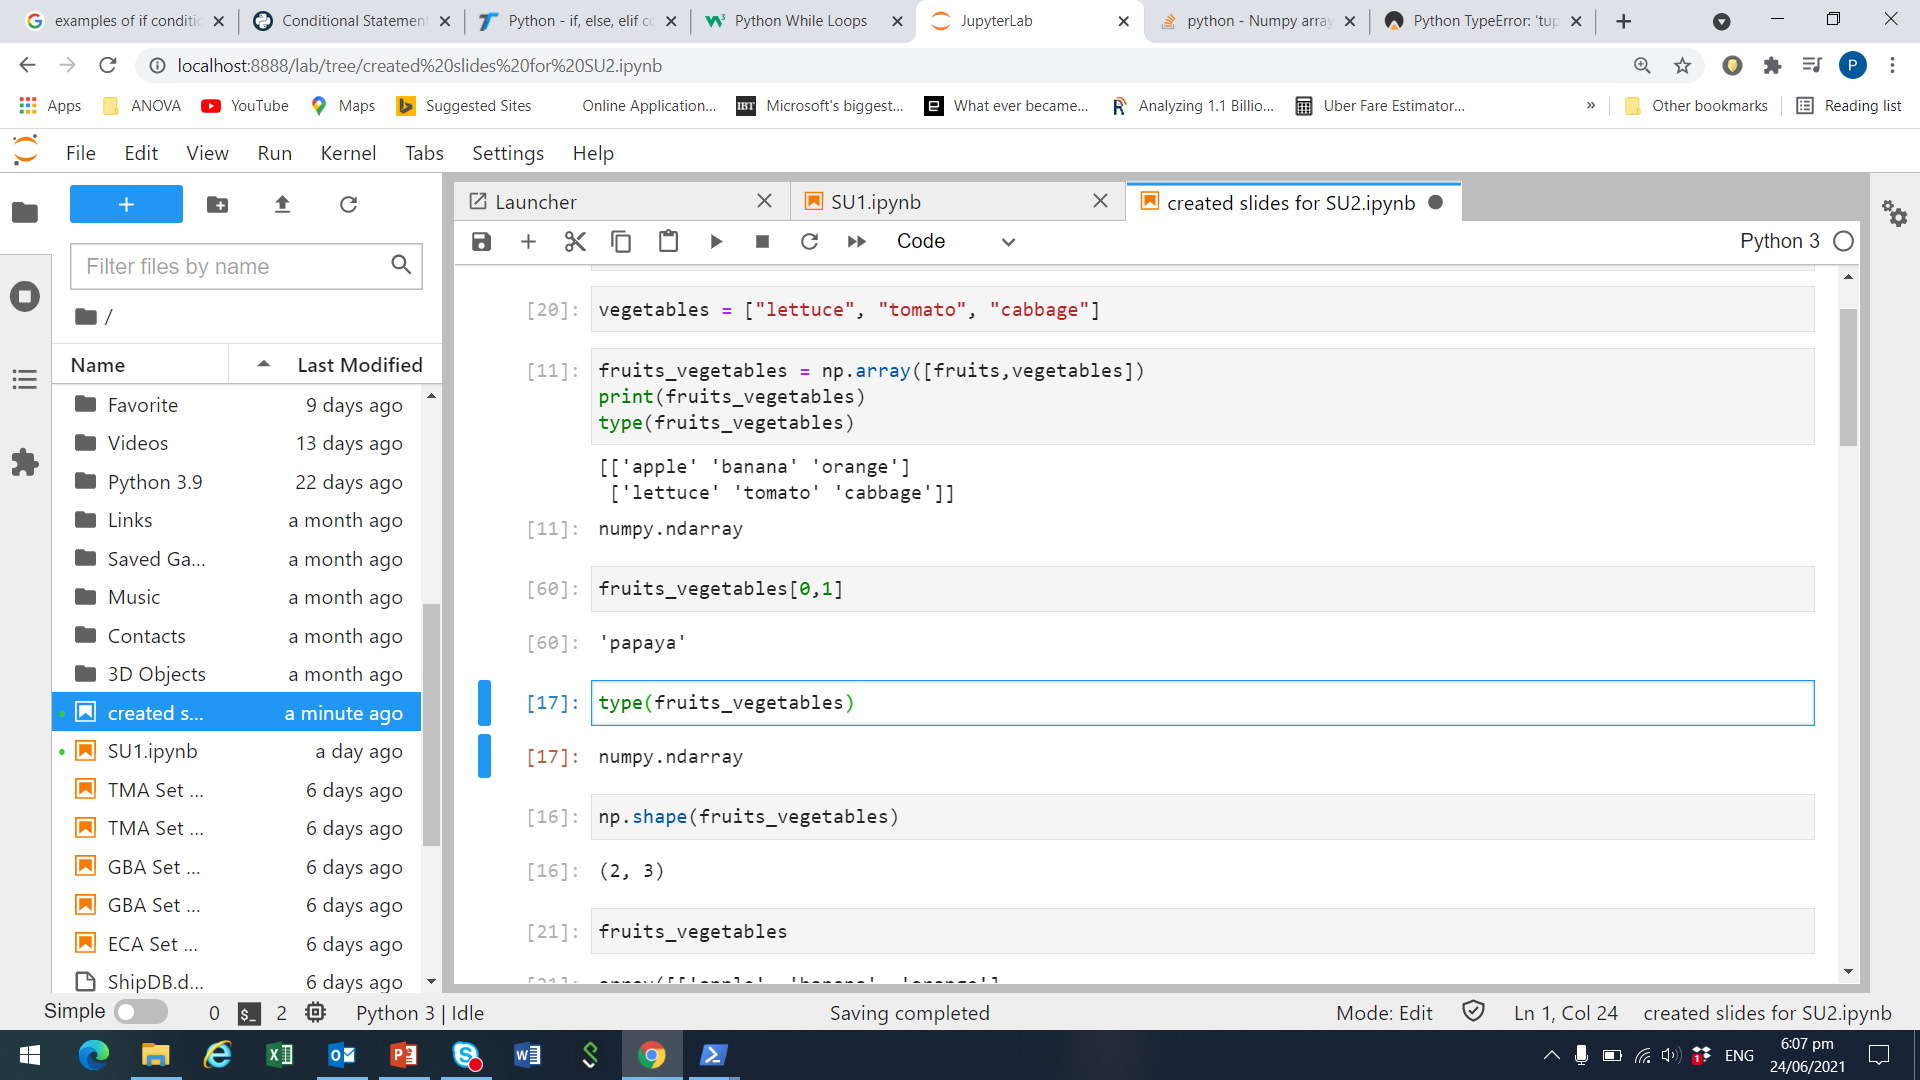 examples of if conditic
Conditional Statement
Python - if, else, elif co
Python While Loops
JupyterLab
python - Numpy array
Python TypeError: 'tup
localhost:8888/lab/tree/created%20slides%20for%20SU2.ipynb
P
Apps
ANOVA
YouTube
Maps
Suggested Sites
Online Application...
IBT
Microsoft's biggest...
What ever became...
Analyzing 1.1 Billio...
Uber Fare Estimator...
»
Other bookmarks
Reading list
File Edit View Run Kernel Tabs Settings Help
Launcher
SU1.ipynb
created slides for SU2.ipynb
Code
Python 3
Filter files by name
/
Name
Last Modified
Favorite 9 days ago
Videos 13 days ago
Python 3.9 22 days ago
Links a month ago
Saved Ga... a month ago
Music a month ago
Contacts a month ago
3D Objects a month ago
created s... a minute ago
SU1.ipynb a day ago
TMA Set ... 6 days ago
TMA Set ... 6 days ago
GBA Set ... 6 days ago
GBA Set ... 6 days ago
ECA Set ... 6 days ago
ShipDB.d... 6 days ago
[20]: vegetables = ["lettuce", "tomato", "cabbage"]
[11]: fruits_vegetables = np.array([fruits,vegetables])
print(fruits_vegetables)
type(fruits_vegetables)
[['apple' 'banana' 'orange']
['lettuce' 'tomato' 'cabbage']]
[11]: numpy.ndarray
[60]: fruits_vegetables[0,1]
[60]: 'papaya'
[17]: type(fruits_vegetables)
[17]: numpy.ndarray
[16]: np.shape(fruits_vegetables)
[16]: (2, 3)
[21]: fruits_vegetables
[21]: array([['apple', 'banana', 'orange'],
Simple
0
2
Python 3 | Idle
Saving completed
Mode: Edit
Ln 1, Col 24
created slides for SU2.ipynb
ENG
6:07 pm
24/06/2021